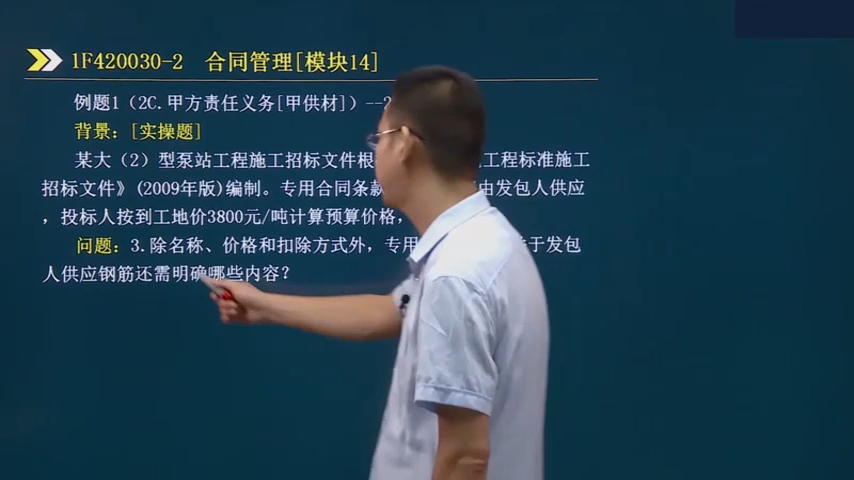 1F420030-2 合同管理[模块14]
例题1（2C.甲方责任义务[甲供材]）--2
背景：[实操题]
某大（2）型泵站工程施工招标文件根 工程标准施工
招标文件》(2009年版)编制。专用合同条款 由发包人供应
，投标人按到工地价3800元/吨计算预算价格，
问题：3.除名称、价格和扣除方式外，专用 于发包
人供应钢筋还需明确哪些内容？